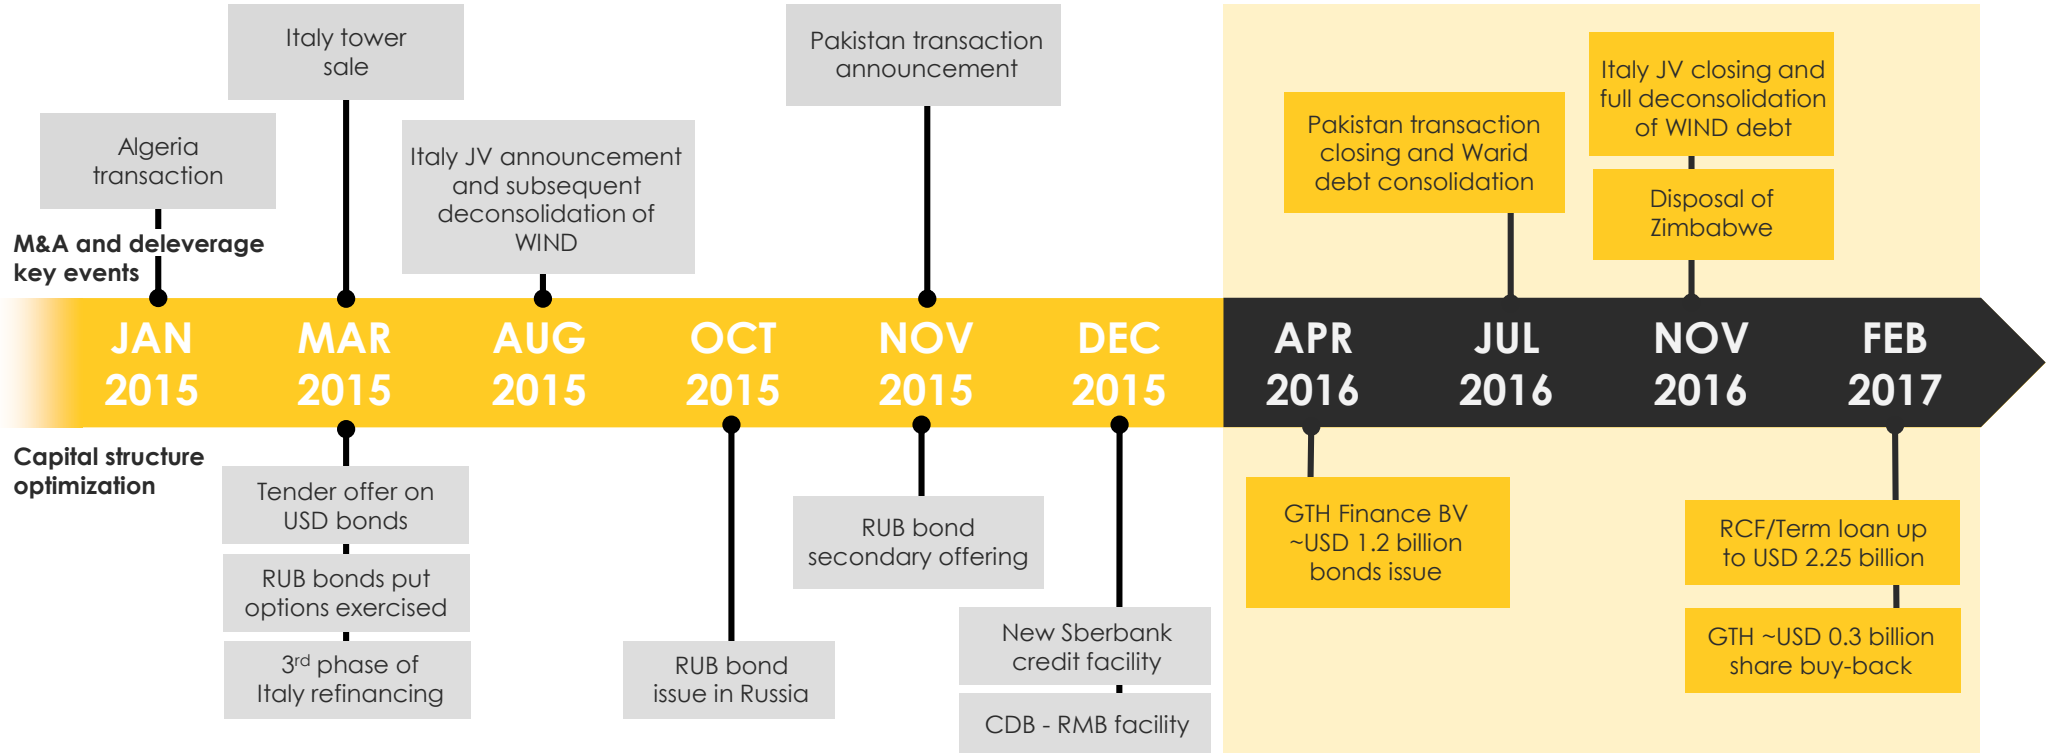 Italy tower
sale
Pakistan transaction
announcement
Italy JV closing and
full deconsolidation
of WIND debt
Algeria
transaction
Italy JV announcement
and subsequent
deconsolidation of
WIND
Pakistan transaction
closing and Warid
debt consolidation
Disposal of
Zimbabwe
M&A and deleverage
key events
JAN
2015
MAR
2015
AUG
2015
OCT
2015
NOV
2015
DEC
2015
APR
2016
JUL
2016
NOV
2016
FEB
2017
Capital structure
optimization
Tender offer on
USD bonds
RUB bonds put
options exercised
3rd phase of
Italy refinancing
RUB bond
issue in Russia
RUB bond
secondary offering
New Sberbank
credit facility
CDB - RMB facility
GTH Finance BV
~USD 1.2 billion
bonds issue
RCF/Term loan up
to USD 2.25 billion
GTH ~USD 0.3 billion
share buy-back